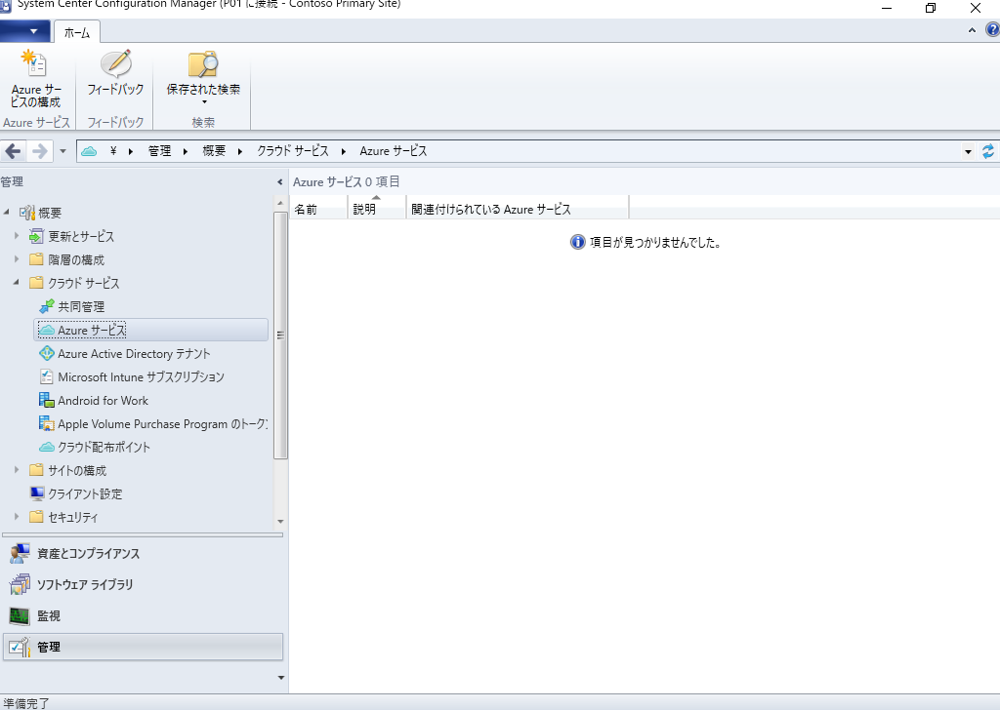 System Center Configuration Manager (P01 に接続 - Contoso Primary Site)
ホーム
Azure サー
ビスの構成
フィードバック
保存された検索
Azure サービス
フィードバック
検索
¥ 管理 概要 クラウド サービス Azure サービス
管理
Azure サービス 0 項目
名前 説明 関連付けられている Azure サービス
項目が見つかりませんでした。
概要
更新とサービス
階層の構成
クラウド サービス
共同管理
Azure サービス
Azure Active Directory テナント
Microsoft Intune サブスクリプション
Android for Work
Apple Volume Purchase Program のトークン
クラウド配布ポイント
サイトの構成
クライアント設定
セキュリティ
資産とコンプライアンス
ソフトウェア ライブラリ
監視
管理
準備完了